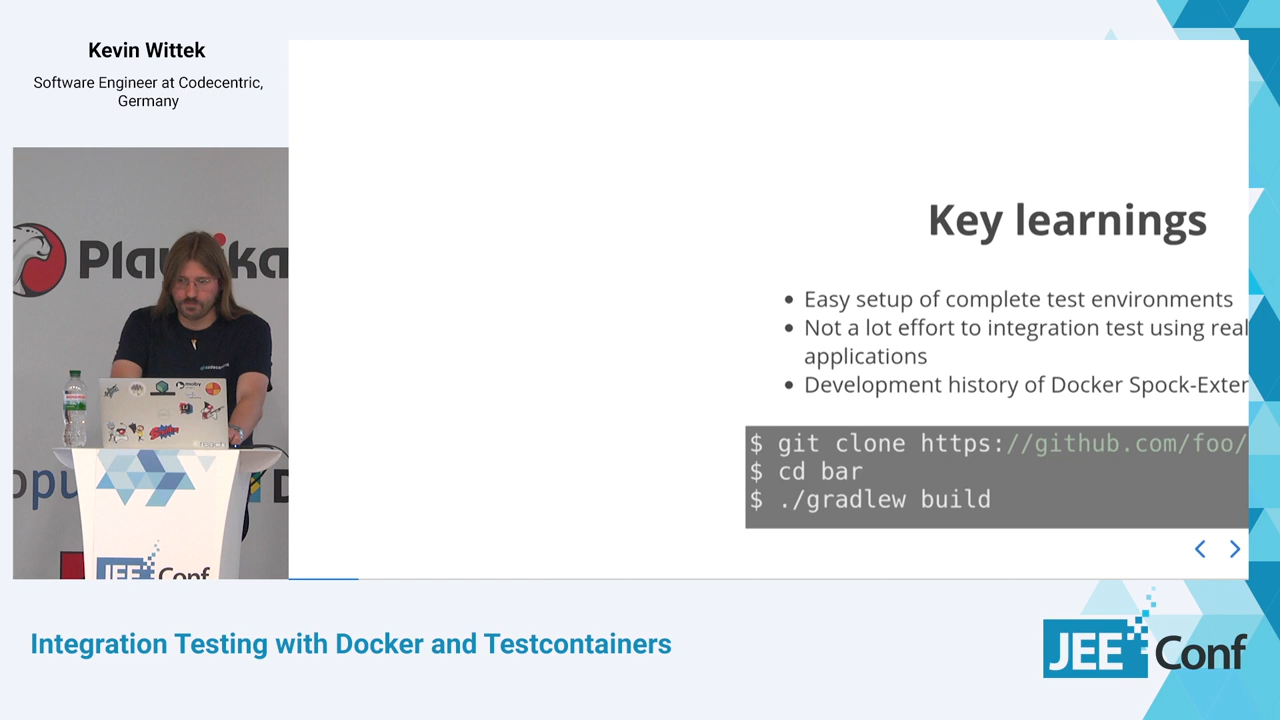 Kevin Wittek
Software Engineer at Codecentric,
Germany
Key learnings
Easy setup of complete test environments
Not a lot effort to integration test using real
applications
Development history of Docker Spock-Exter
$ git clone https://github.com/foo/
$ cd bar
$ ./gradlew build
JEE Conf
Integration Testing with Docker and Testcontainers
JEE Conf